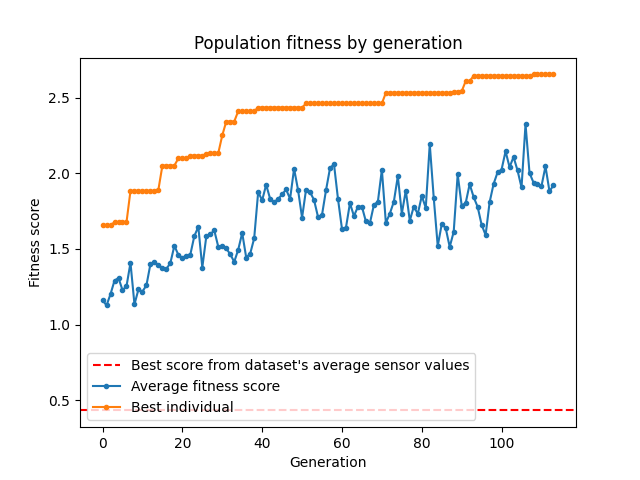 Population fitness by generation
Fitness score
2.5
2.0
1.5
1.0
0.5
Best score from dataset's average sensor values
Average fitness score
Best individual
0 20 40 60 80 100
Generation